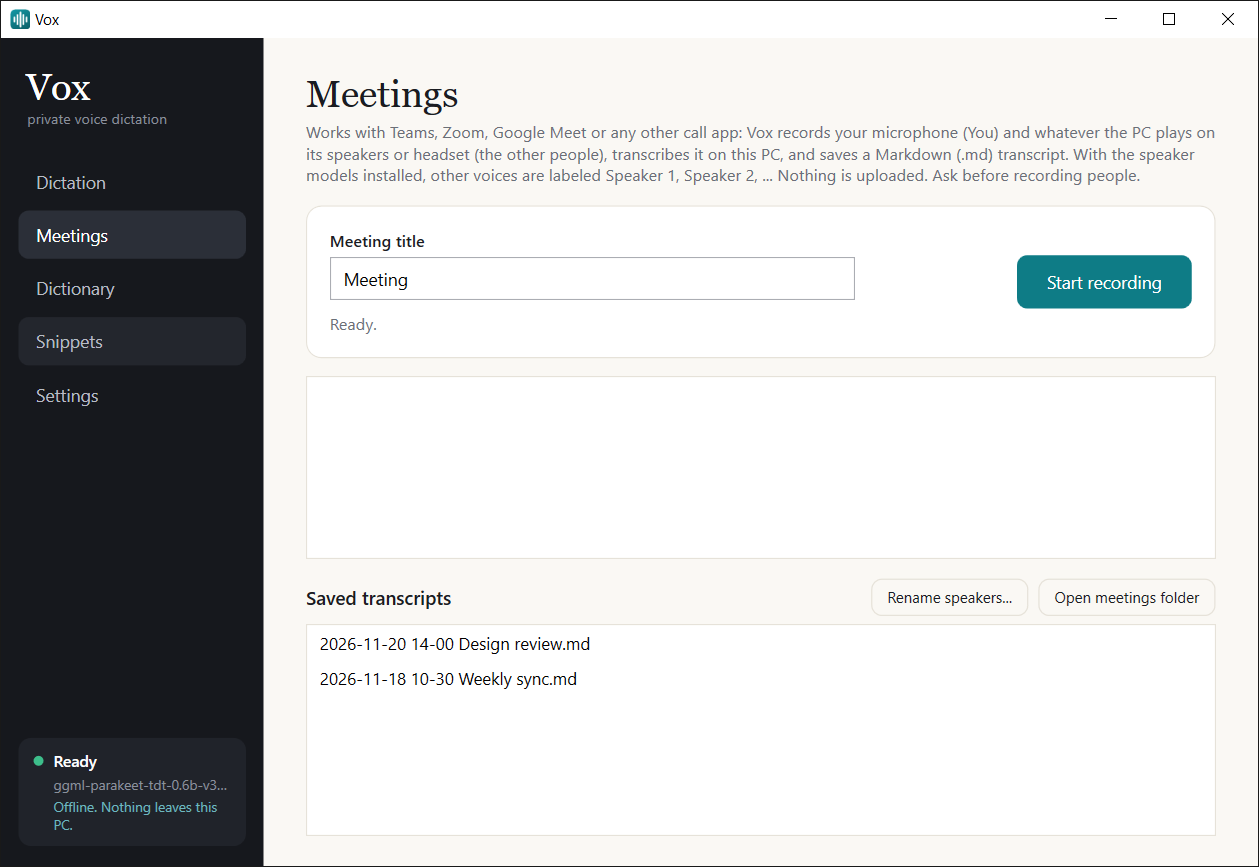 Vox
Vox
private voice dictation
Dictation
Meetings
Dictionary
Snippets
Settings
Ready
ggml-parakeet-tdt-0.6b-v3...
Offline. Nothing leaves this
PC.
Meetings
Works with Teams, Zoom, Google Meet or any other call app: Vox records your microphone (You) and whatever the PC plays on
its speakers or headset (the other people), transcribes it on this PC, and saves a Markdown (.md) transcript. With the speaker
models installed, other voices are labeled Speaker 1, Speaker 2, ... Nothing is uploaded. Ask before recording people.
Meeting title
Meeting
Start recording
Ready.
Saved transcripts
Rename speakers...
Open meetings folder
2026-11-20 14-00 Design review.md
2026-11-18 10-30 Weekly sync.md